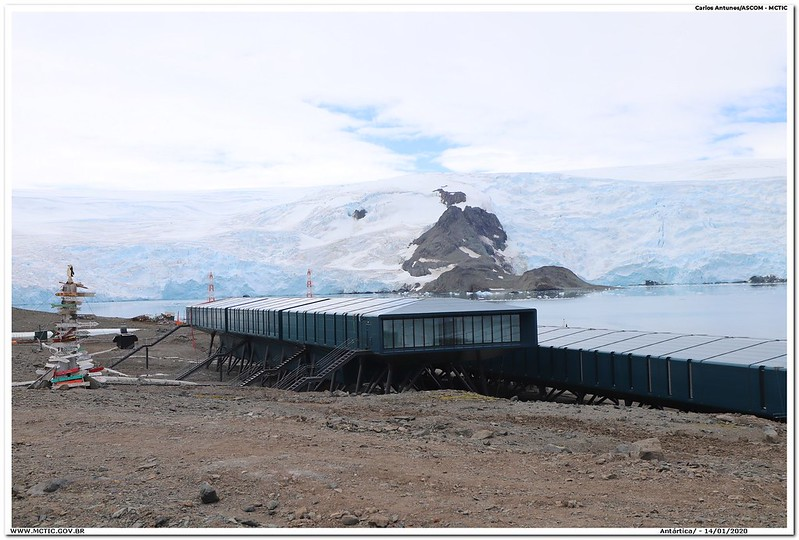 Carlos Antunes/ASCOM - MCTIC
WWW.MCTIC.GOV.BR
Antártica/ - 14/01/2020